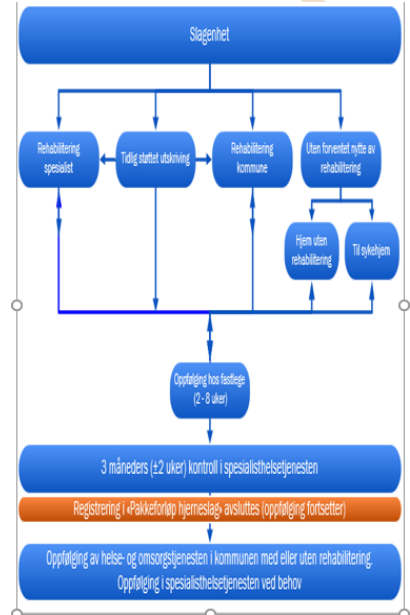 Slagenhet
Rehabilitering
spesialist
Tidlig støttet utskriving
Rehabilitering
kommune
Uten forventet nytte av
rehabilitering
Hjem uten
rehabilitering
Til sykehjem
Oppfølging hos fastlege
(2 - 8 uker)
3 måneders (±2 uker) kontroll i spesialisthelsetjenesten
Registrering i «Pakkeforløp hjerneslag» avsluttes (oppfølging fortsetter)
Oppfølging av helse- og omsorgstjenesten i kommunen med eller uten rehabilitering.
Oppfølging i spesialisthelsetjenesten ved behov